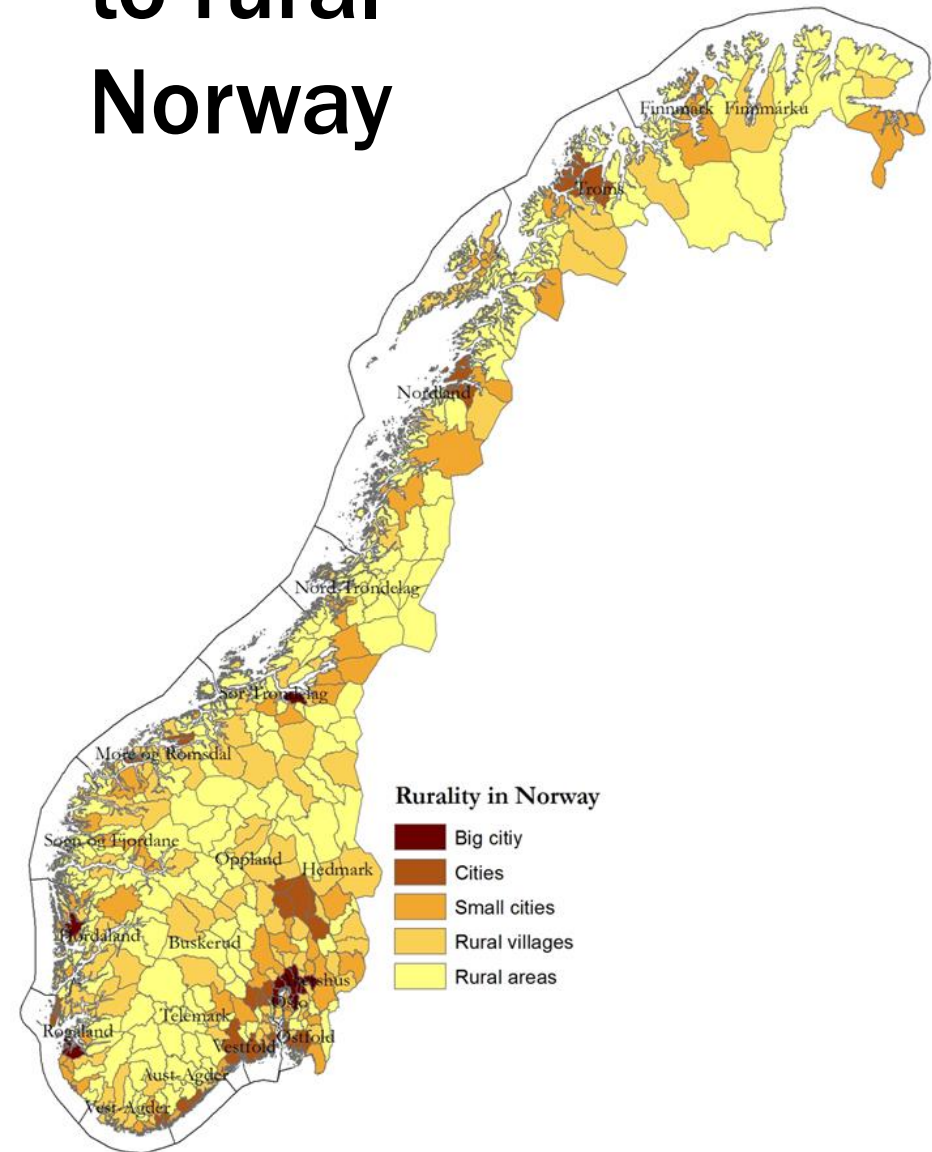 to rural
Norway
Finnmark Finnmárku
Troms
Nordland
Nord-Trøndelag
Sør-Trøndelag
Møre og Romsdal
Sogn og Fjordane
Oppland
Hedmark
Hordaland
Buskerud
Oslo
Telemark
Rogaland
Vestfold
Østfold
Aust-Agder
Vest-Agder
Rurality in Norway
Big citiy
Cities
Small cities
Rural villages
Rural areas